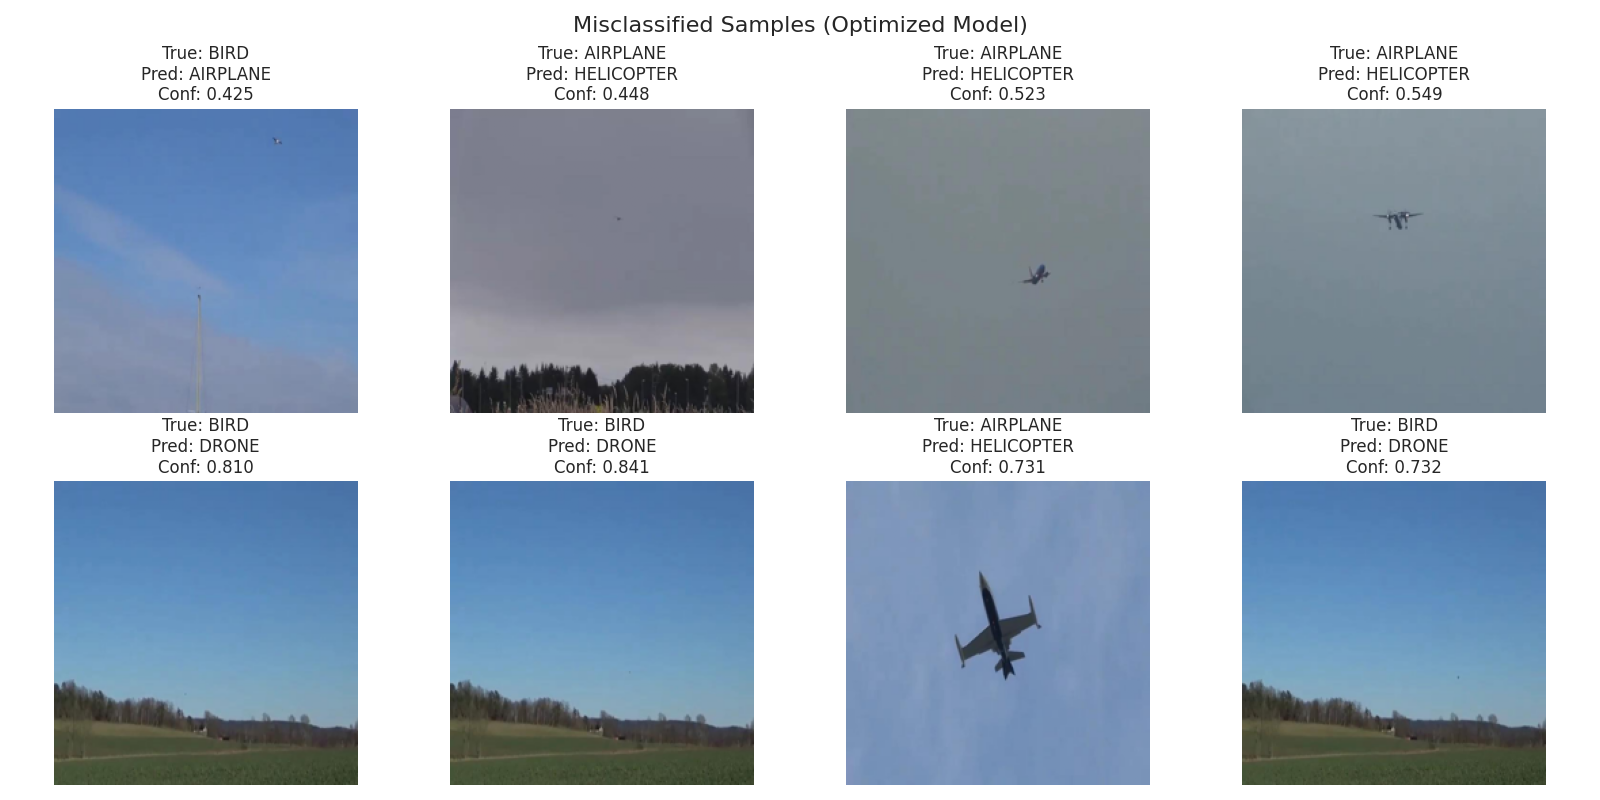 Misclassified Samples (Optimized Model)
True: BIRD
Pred: AIRPLANE
Conf: 0.425
True: AIRPLANE
Pred: HELICOPTER
Conf: 0.448
True: AIRPLANE
Pred: HELICOPTER
Conf: 0.523
True: AIRPLANE
Pred: HELICOPTER
Conf: 0.549
True: BIRD
Pred: DRONE
Conf: 0.810
True: BIRD
Pred: DRONE
Conf: 0.841
True: AIRPLANE
Pred: HELICOPTER
Conf: 0.731
True: BIRD
Pred: DRONE
Conf: 0.732